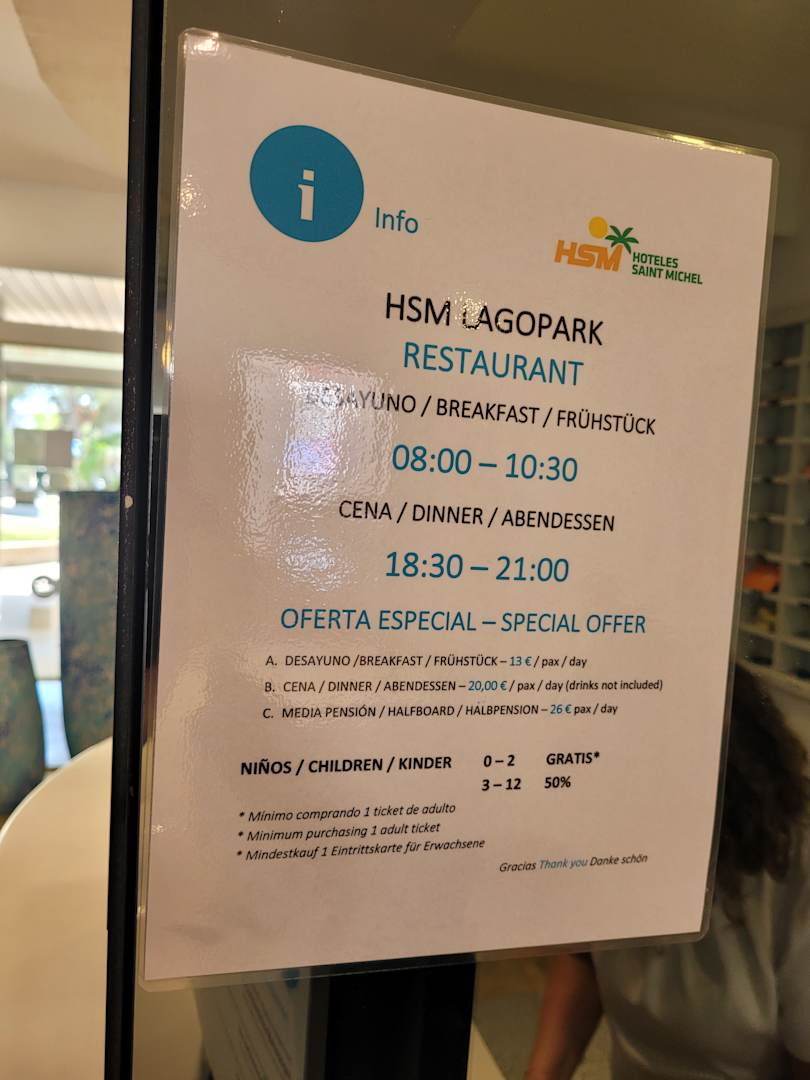 i
Info
HSM HOTELES
SAINT MICHEL
HSM LAGOPARK
RESTAURANT
DESAYUNO / BREAKFAST / FRÜHSTÜCK
08:00 – 10:30
CENA / DINNER / ABENDESSEN
18:30 – 21:00
OFERTA ESPECIAL – SPECIAL OFFER
A. DESAYUNO /BREAKFAST / FRÜHSTÜCK – 13 € / pax / day
B. CENA / DINNER / ABENDESSEN – 20,00 € / pax / day (drinks not included)
C. MEDIA PENSIÓN / HALFBOARD / HALBPENSION – 26 € pax / day
NIÑOS / CHILDREN / KINDER 0 – 2 GRATIS*
3 – 12 50%
* Mínimo comprando 1 ticket de adulto
* Minimum purchasing 1 adult ticket
* Mindestkauf 1 Eintrittskarte für Erwachsene
Gracias Thank you Danke schön